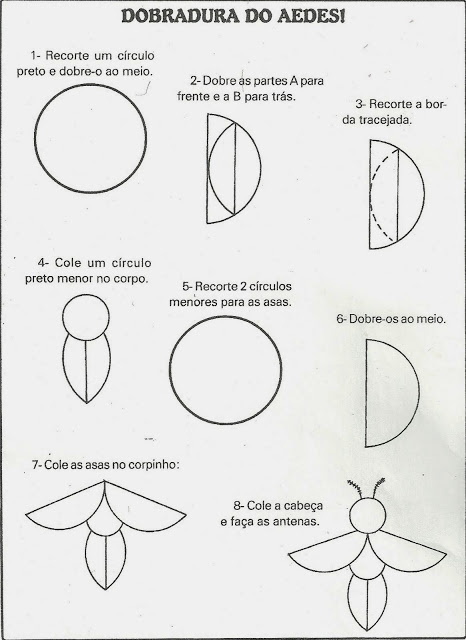 DOBRADURA DO AEDES!
1- Recorte um círculo
preto e dobre-o ao meio.
2- Dobre as partes A para
frente e a B para trás.
3- Recorte a bor-
da tracejada.
4- Cole um círculo
preto menor no corpo.
5- Recorte 2 círculos
menores para as asas.
6- Dobre-os ao meio.
7- Cole as asas no corpinho:
8- Cole a cabeça
e faça as antenas.